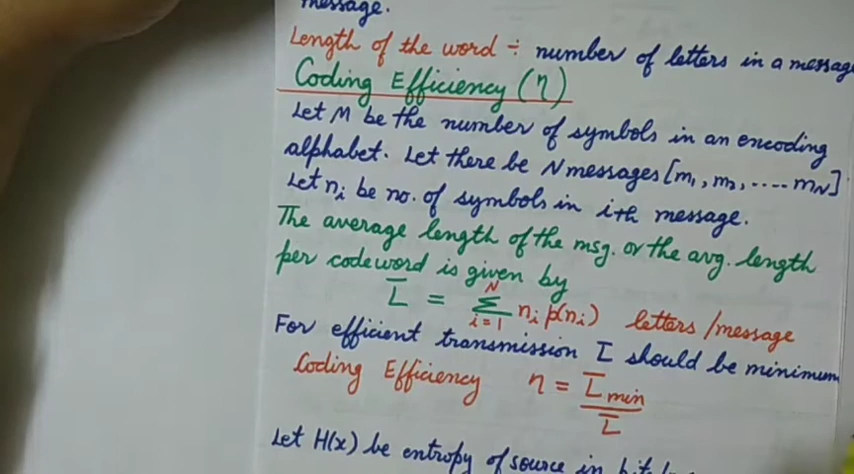 message.
Length of the word ÷ number of letters in a message
Coding Efficiency (η)
Let M be the number of symbols in an encoding
alphabet. Let there be N messages [m₁, m₂, .... mN].
Let nᵢ be no. of symbols in ith message.
The average length of the msg. or the avg. length
per codeword is given by
L̄ = Σᵢ₌₁ᴺ nᵢ p(nᵢ) letters/message
For efficient transmission L̄ should be minimum
Coding Efficiency η = L̄ min / L̄
Let H(x) be entropy of source in